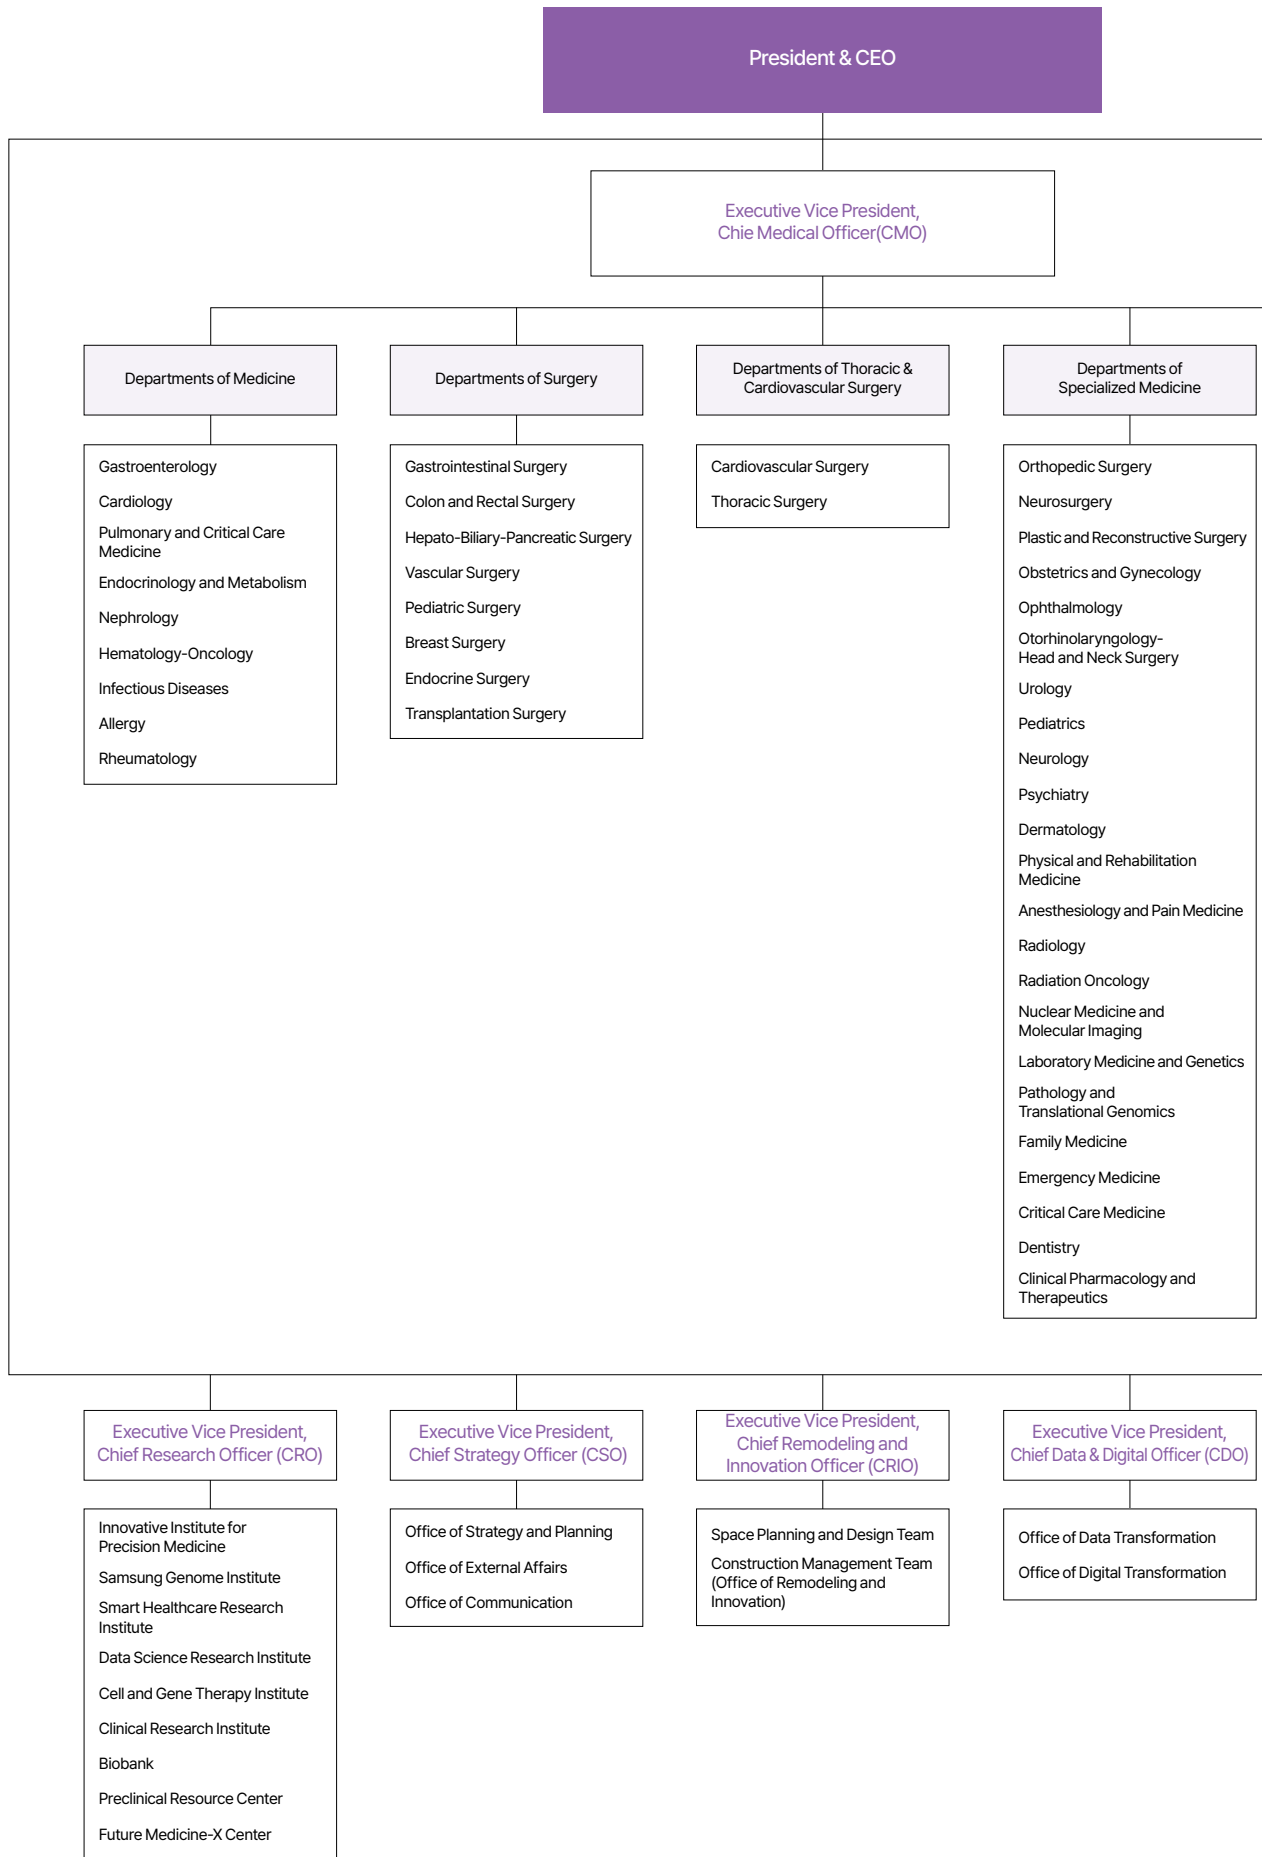 President & CEO
Executive Vice President,
Chie Medical Officer(CMO)
Departments of Medicine
Gastroenterology
Cardiology
Pulmonary and Critical Care
Medicine
Endocrinology and Metabolism
Nephrology
Hematology-Oncology
Infectious Diseases
Allergy
Rheumatology
Departments of Surgery
Gastrointestinal Surgery
Colon and Rectal Surgery
Hepato-Biliary-Pancreatic Surgery
Vascular Surgery
Pediatric Surgery
Breast Surgery
Endocrine Surgery
Transplantation Surgery
Departments of Thoracic &
Cardiovascular Surgery
Cardiovascular Surgery
Thoracic Surgery
Departments of
Specialized Medicine
Orthopedic Surgery
Neurosurgery
Plastic and Reconstructive Surgery
Obstetrics and Gynecology
Ophthalmology
Otorhinolaryngology-
Head and Neck Surgery
Urology
Pediatrics
Neurology
Psychiatry
Dermatology
Physical and Rehabilitation
Medicine
Anesthesiology and Pain Medicine
Radiology
Radiation Oncology
Nuclear Medicine and
Molecular Imaging
Laboratory Medicine and Genetics
Pathology and
Translational Genomics
Family Medicine
Emergency Medicine
Critical Care Medicine
Dentistry
Clinical Pharmacology and
Therapeutics
Executive Vice President,
Chief Research Officer (CRO)
Innovative Institute for
Precision Medicine
Samsung Genome Institute
Smart Healthcare Research
Institute
Data Science Research Institute
Cell and Gene Therapy Institute
Clinical Research Institute
Biobank
Preclinical Resource Center
Future Medicine-X Center
Executive Vice President,
Chief Strategy Officer (CSO)
Office of Strategy and Planning
Office of External Affairs
Office of Communication
Executive Vice President,
Chief Remodeling and
Innovation Officer (CRIO)
Space Planning and Design Team
Construction Management Team
(Office of Remodeling and
Innovation)
Executive Vice President,
Chief Data & Digital Officer (CDO)
Office of Data Transformation
Office of Digital Transformation